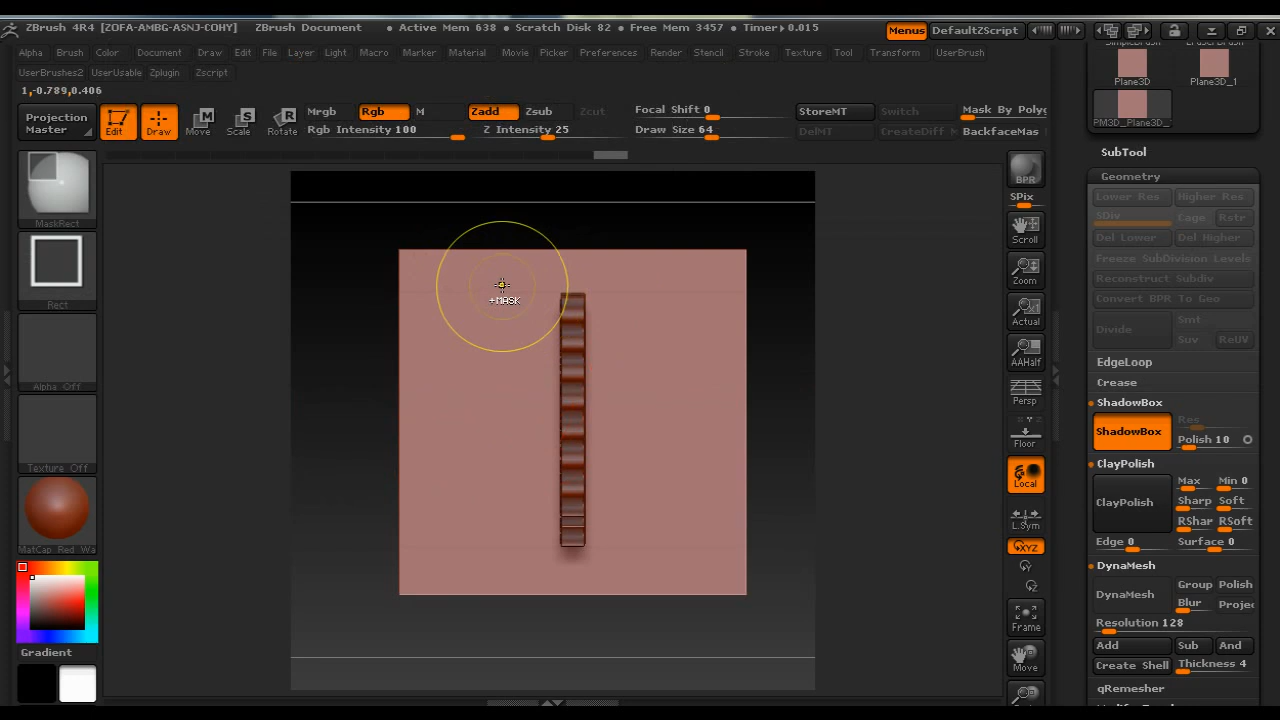 ZBrush 4R4 [ZOFA-AMBG-ASNJ-COHY] ZBrush Document • Active Mem 638 • Scratch Disk 82 • Free Mem 3457 • Timer▸0.015 Menus DefaultZScript
Alpha Brush Color Document Draw Edit File Layer Light Macro Marker Material Movie Picker Preferences Render Stencil Stroke Texture Tool Transform UserBrush
UserBrushes2 UserUsable Zplugin Zscript
1,-0.789,0.406
Projection Master
Edit Draw Move Scale Rotate
Mrgb Rgb M Zadd Zsub Zcut
Rgb Intensity 100 Z Intensity 25
Focal Shift 0
Draw Size 64
StoreMT Switch Mask By Polyg
DelMT CreateDiff M BackfaceMas
MaskRect
Rect
Alpha Off
Texture Off
MatCap Red Wa
Gradient
+MASK
BPR
SPix
Scroll
Zoom
Actual
AAHalf
Persp
Floor
Local
L.Sym
XYZ
Frame
Move
Plane3D Plane3D_1
PM3D_Plane3D_
SubTool
Geometry
Lower Res Higher Res
SDiv Cage Rstr
Del Lower Del Higher
Freeze SubDivision Levels
Reconstruct Subdiv
Convert BPR To Geo
Divide Smt
Suv ReUV
EdgeLoop
Crease
ShadowBox
ShadowBox Res
Polish 10
ClayPolish
ClayPolish Max Min 0
Sharp Soft
RShar RSoft
Edge 0 Surface 0
DynaMesh
DynaMesh Group Polish
Blur Projec
Resolution 128
Add Sub And
Create Shell Thickness 4
qRemesher